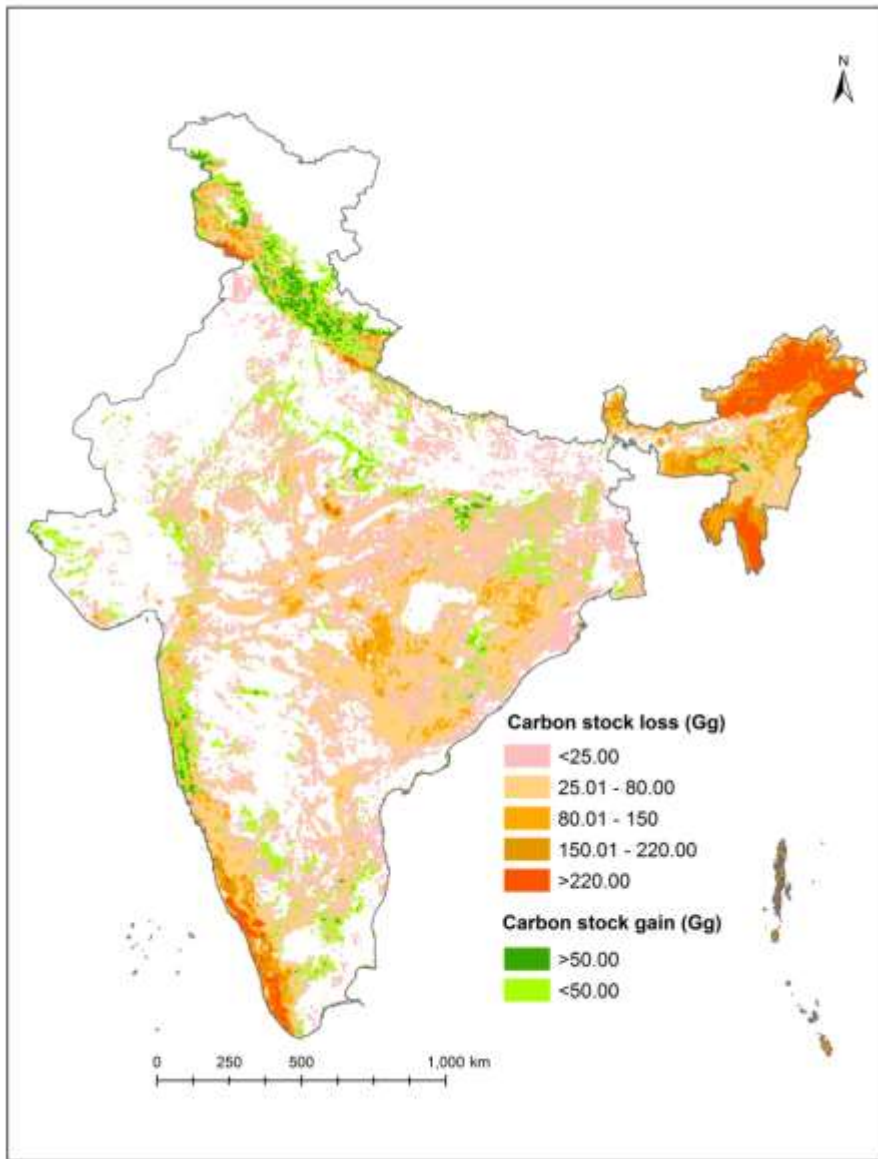 N
Carbon stock loss (Gg)
<25.00
25.01 - 80.00
80.01 - 150
150.01 - 220.00
>220.00
Carbon stock gain (Gg)
>50.00
<50.00
0 250 500 1,000 km